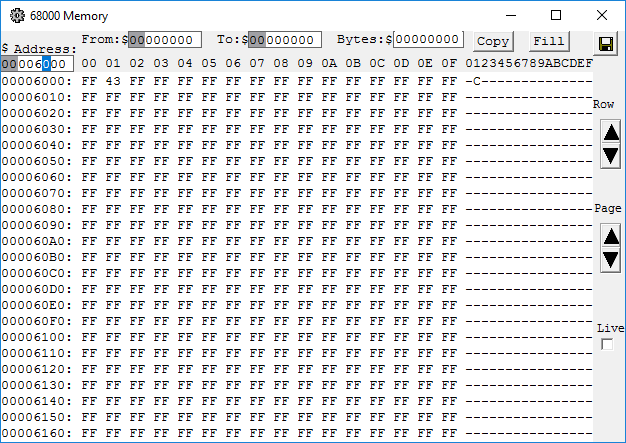 68000 Memory
From:$00000000 To:$00000000 Bytes:$00000000 Copy Fill
$ Address:
00006000 00 01 02 03 04 05 06 07 08 09 0A 0B 0C 0D 0E 0F 0123456789ABCDEF
00006000: FF 43 FF FF FF FF FF FF FF FF FF FF FF FF FF FF -C--------------
00006010: FF FF FF FF FF FF FF FF FF FF FF FF FF FF FF FF ----------------
00006020: FF FF FF FF FF FF FF FF FF FF FF FF FF FF FF FF ----------------
Row
00006030: FF FF FF FF FF FF FF FF FF FF FF FF FF FF FF FF ----------------
00006040: FF FF FF FF FF FF FF FF FF FF FF FF FF FF FF FF ----------------
00006050: FF FF FF FF FF FF FF FF FF FF FF FF FF FF FF FF ----------------
00006060: FF FF FF FF FF FF FF FF FF FF FF FF FF FF FF FF ----------------
00006070: FF FF FF FF FF FF FF FF FF FF FF FF FF FF FF FF ----------------
00006080: FF FF FF FF FF FF FF FF FF FF FF FF FF FF FF FF ----------------
Page
00006090: FF FF FF FF FF FF FF FF FF FF FF FF FF FF FF FF ----------------
000060A0: FF FF FF FF FF FF FF FF FF FF FF FF FF FF FF FF ----------------
000060B0: FF FF FF FF FF FF FF FF FF FF FF FF FF FF FF FF ----------------
000060C0: FF FF FF FF FF FF FF FF FF FF FF FF FF FF FF FF ----------------
000060D0: FF FF FF FF FF FF FF FF FF FF FF FF FF FF FF FF ----------------
000060E0: FF FF FF FF FF FF FF FF FF FF FF FF FF FF FF FF ----------------
000060F0: FF FF FF FF FF FF FF FF FF FF FF FF FF FF FF FF ----------------
Live
00006100: FF FF FF FF FF FF FF FF FF FF FF FF FF FF FF FF ----------------
00006110: FF FF FF FF FF FF FF FF FF FF FF FF FF FF FF FF ----------------
00006120: FF FF FF FF FF FF FF FF FF FF FF FF FF FF FF FF ----------------
00006130: FF FF FF FF FF FF FF FF FF FF FF FF FF FF FF FF ----------------
00006140: FF FF FF FF FF FF FF FF FF FF FF FF FF FF FF FF ----------------
00006150: FF FF FF FF FF FF FF FF FF FF FF FF FF FF FF FF ----------------
00006160: FF FF FF FF FF FF FF FF FF FF FF FF FF FF FF FF ----------------